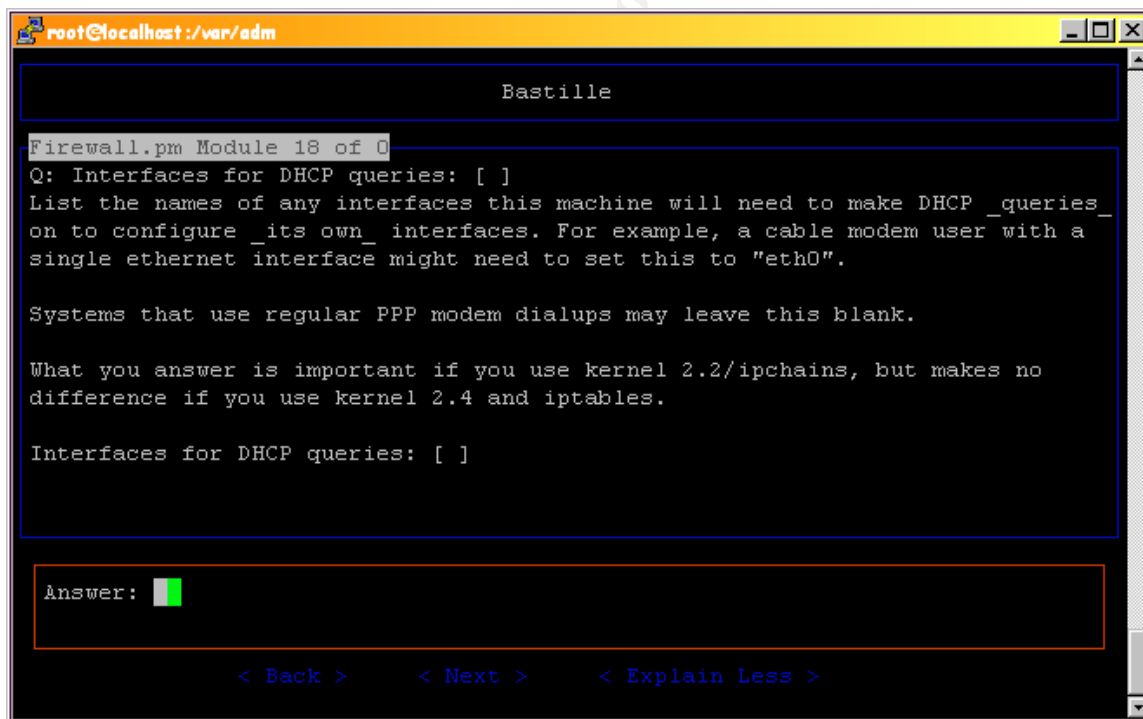 root@localhost:/var/adm
Bastille
Firewall.pm Module 18 of 0
Q: Interfaces for DHCP queries: [ ]
List the names of any interfaces this machine will need to make DHCP _queries_
on to configure _its own_ interfaces. For example, a cable modem user with a
single ethernet interface might need to set this to "eth0".
Systems that use regular PPP modem dialups may leave this blank.
What you answer is important if you use kernel 2.2/ipchains, but makes no
difference if you use kernel 2.4 and iptables.
Interfaces for DHCP queries: [ ]
Answer:
< Back > < Next > < Explain Less >